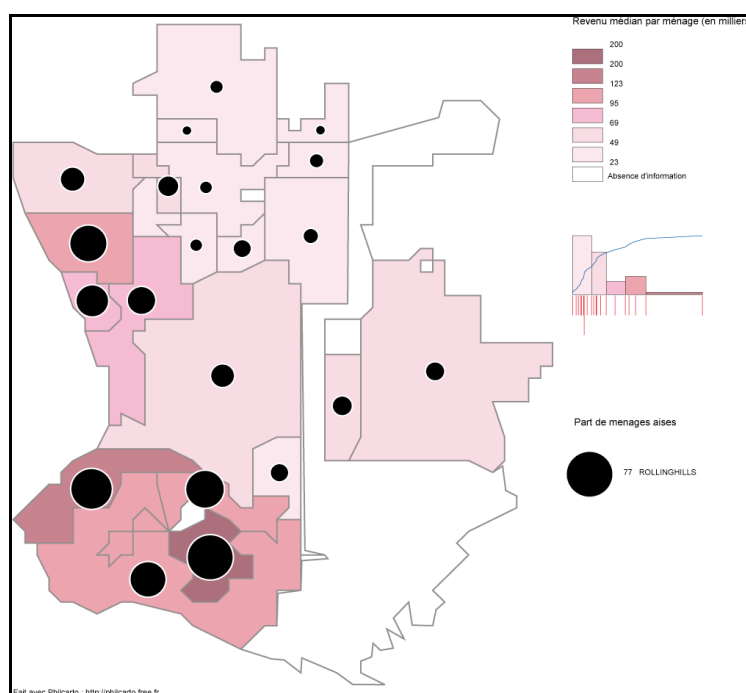 Revenu médian par ménage (en milliers
200
200
123
95
69
49
23
Absence d'information
Part de menages aises
77 ROLLINGHILLS
Fait avec Philcarto : http://philcarto.free.fr